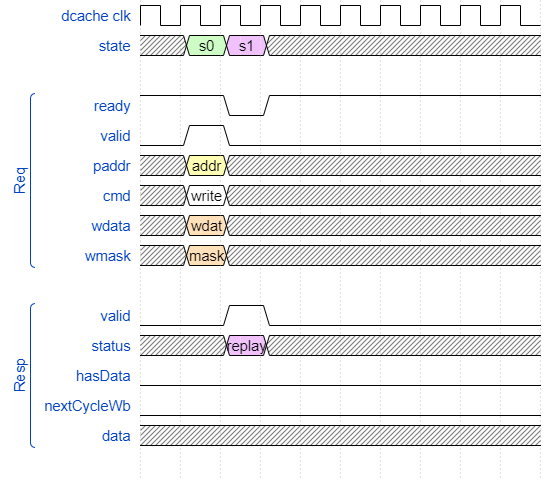 dcache clk
state s0 s1
Req
ready
valid
paddr addr
cmd write
wdata wdat
wmask mask
Resp
valid
status replay
hasData
nextCycleWb
data